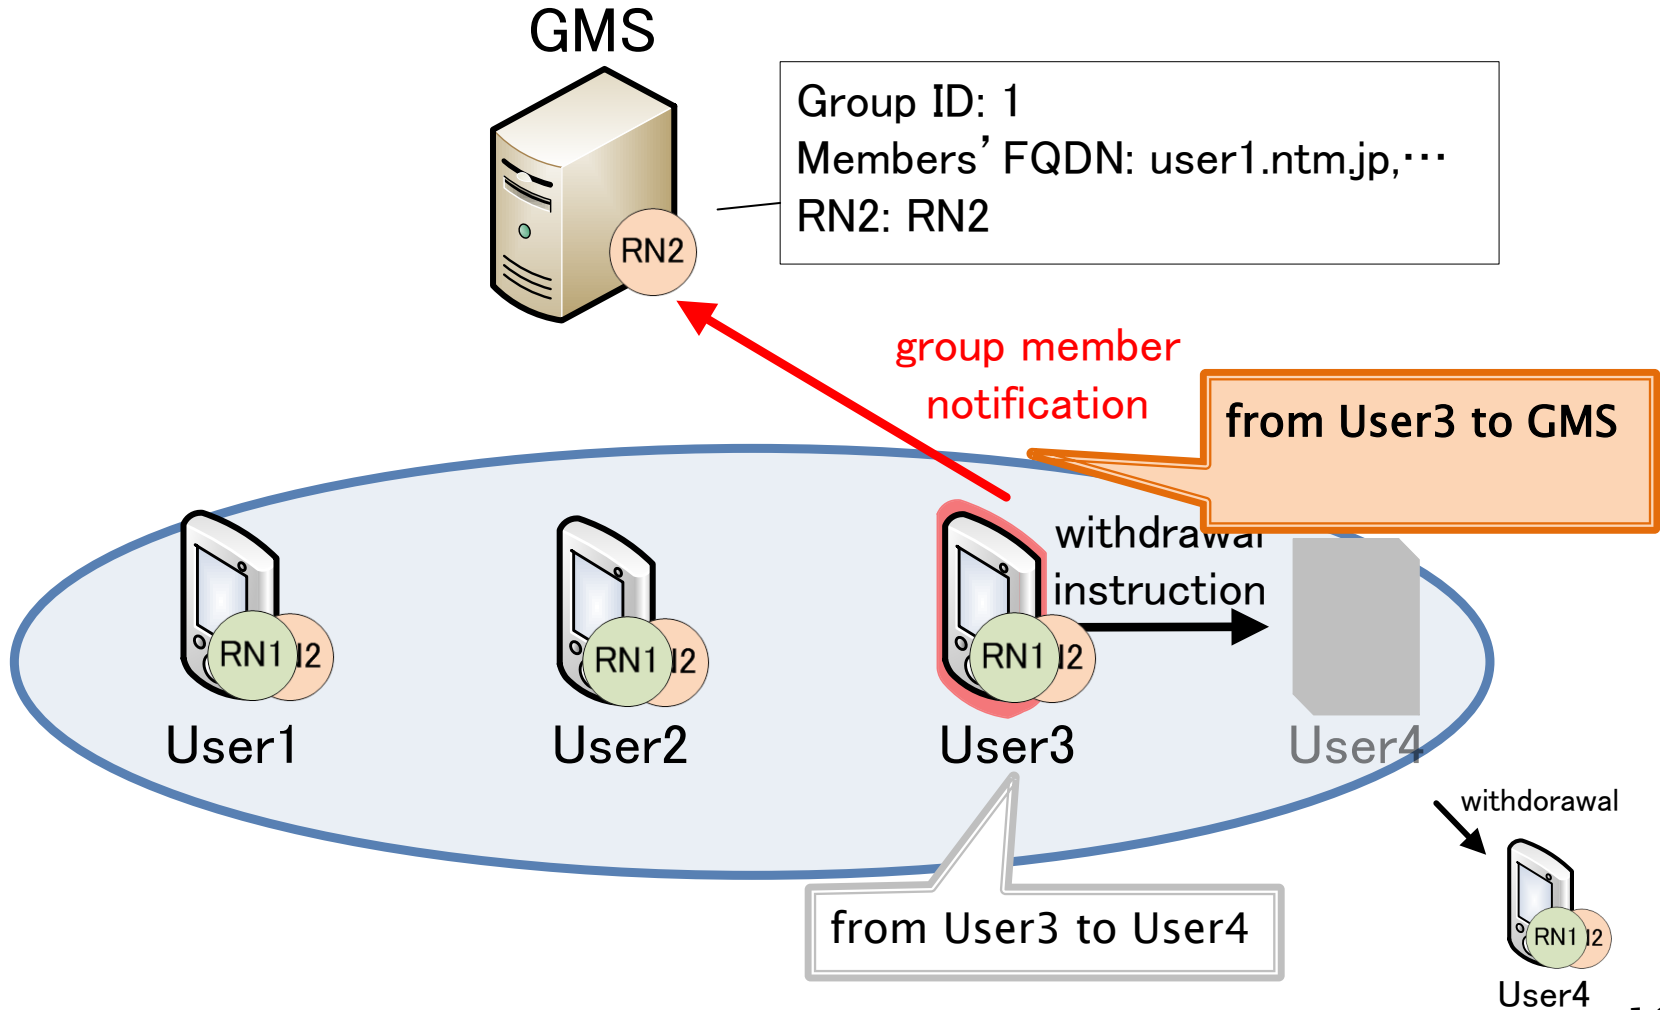 GMS
Group ID: 1
Members’ FQDN: user1.ntm.jp,…
RN2: RN2
RN2
group member
notification
from User3 to GMS
withdrawal
instruction
RN1
RN1
RN1
User1
User2
User3
User4
withdorawal
from User3 to User4
RN1
User4